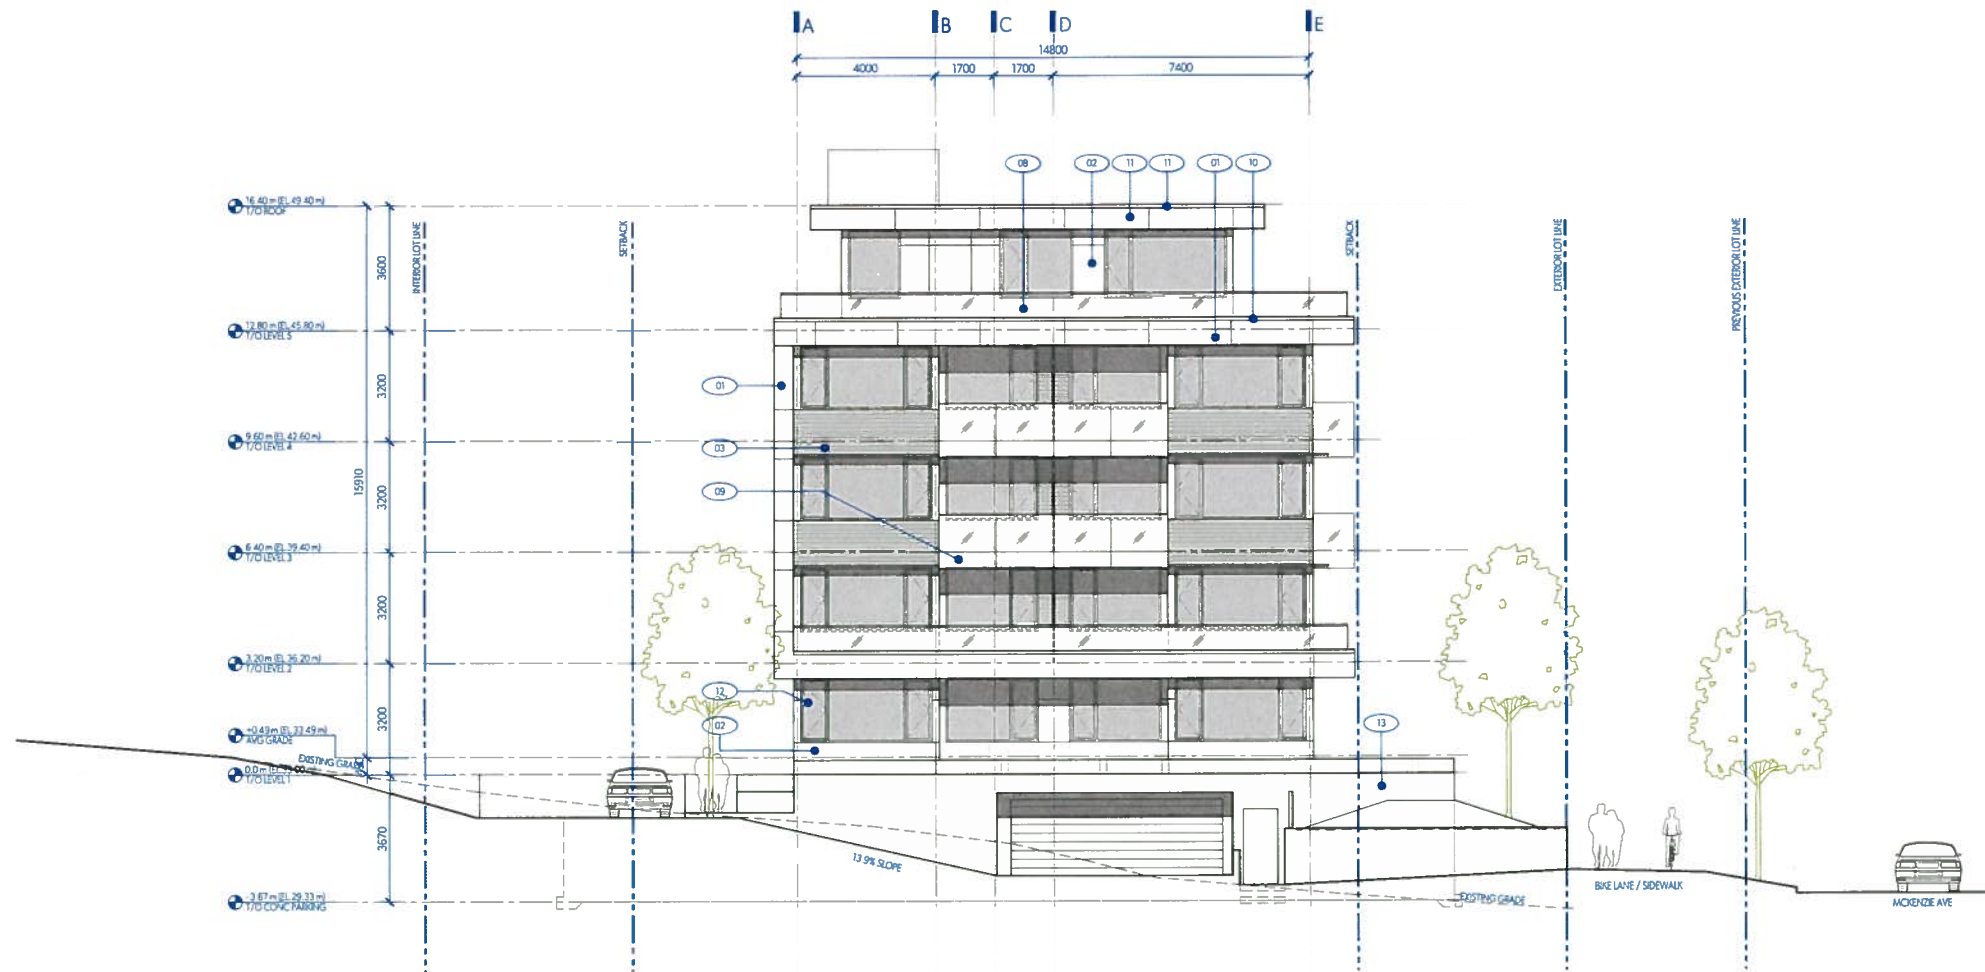 A
B
C
D
E
14800
4000
1700
1700
7400
08
02
11
11
01
10
16.40 m (EL.49.40 m)
T/O ROOF
INTERIOR LOT LINE
SETBACK
SETBACK
EXTERIOR LOT LINE
PREVIOUS EXTERIOR LOT LINE
3600
12.80 m (EL.45.80 m)
T/O LEVEL 5
01
3200
9.60 m (EL.42.60 m)
T/O LEVEL 4
03
15910
3200
09
6.40 m (EL.39.40 m)
T/O LEVEL 3
3200
3.20 m (EL.36.20 m)
T/O LEVEL 2
12
3200
02
13
+0.49 m (EL.33.49 m)
AVG GRADE
EXISTING GRADE
T/O LEVEL 1
3670
13.9% SLOPE
-3.67 m (EL.29.33 m)
T/O CONC PARKING
EXISTING GRADE
BIKE LANE / SIDEWALK
MCKENZIE AVE